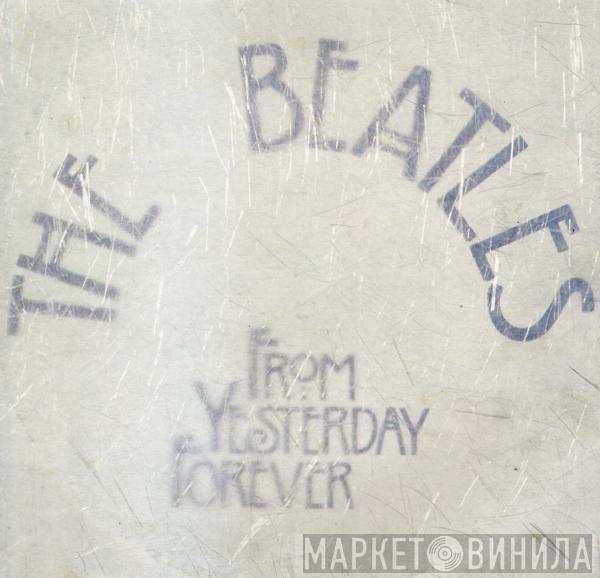 THE BEATLES
FROM
YESTERDAY
FOREVER
МАРКЕТ ВИНИЛА